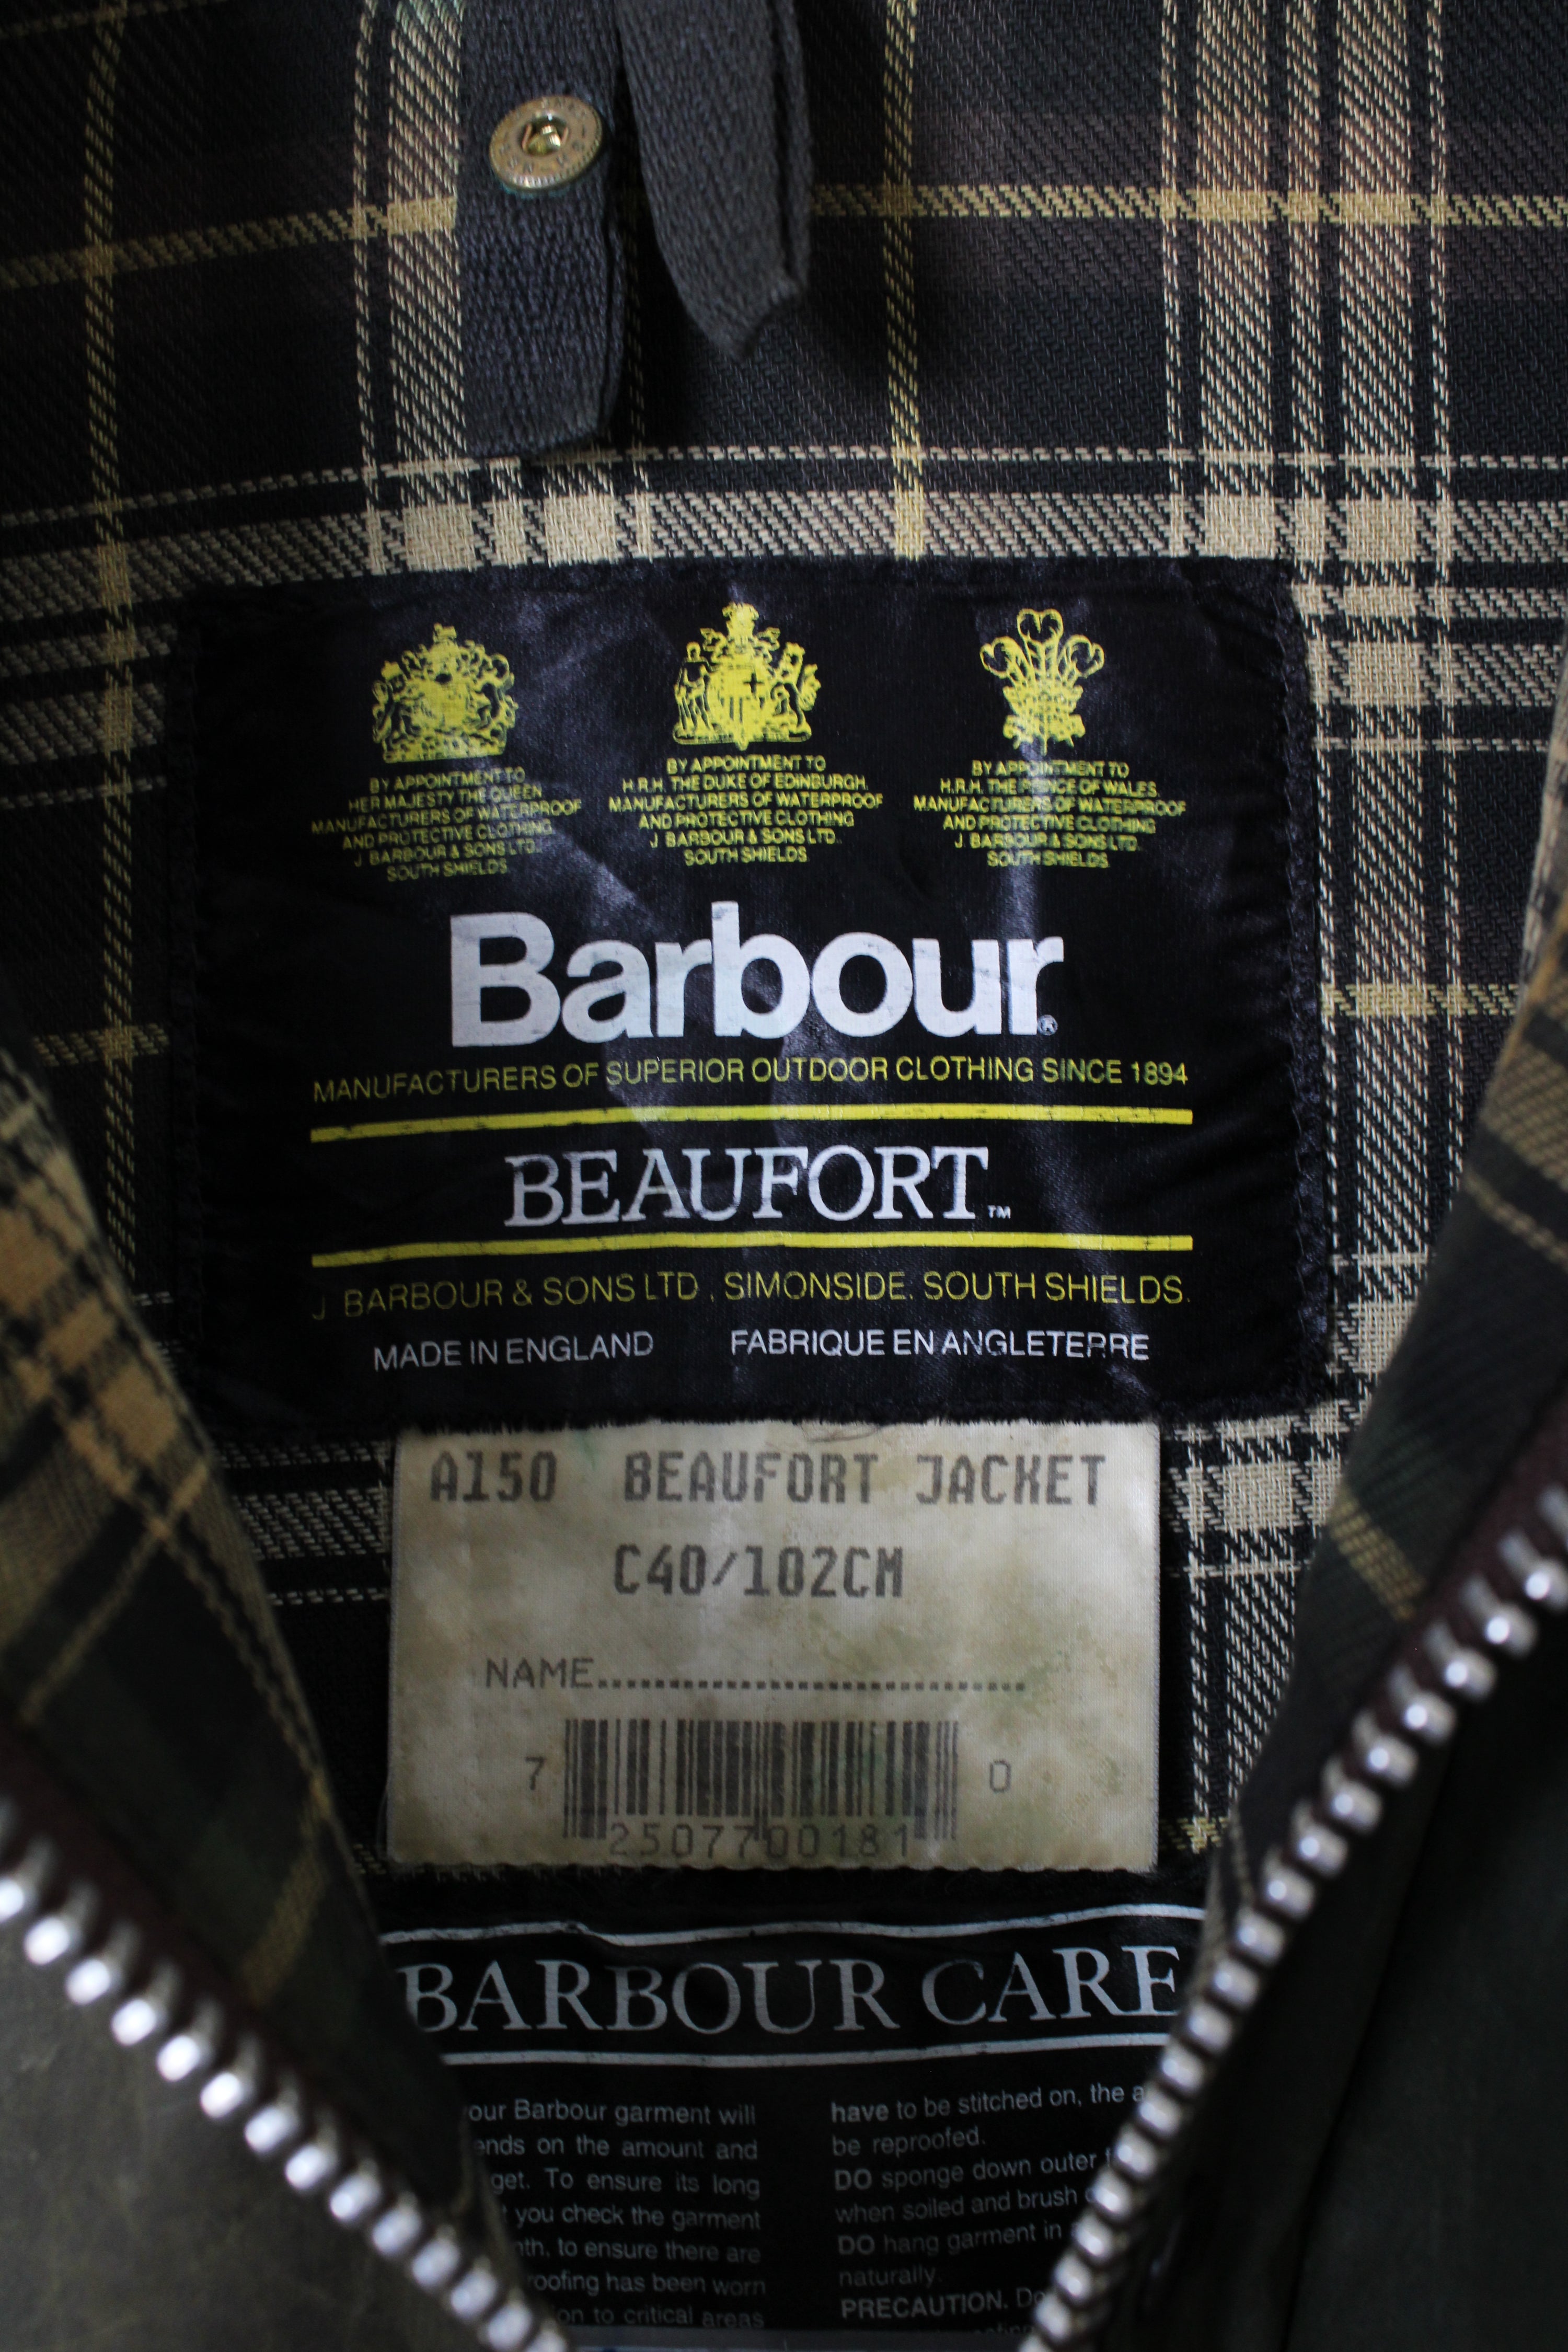 BY APPOINTMENT TO
HER MAJESTY THE QUEEN
MANUFACTURERS OF WATERPROOF
AND PROTECTIVE CLOTHING
J. BARBOUR & SONS LTD.
SOUTH SHIELDS.
BY APPOINTMENT TO
H.R.H. THE DUKE OF EDINBURGH.
MANUFACTURERS OF WATERPROOF
AND PROTECTIVE CLOTHING
J BARBOUR & SONS LTD.
SOUTH SHIELDS.
BY APPOINTMENT TO
H.R.H. THE PRINCE OF WALES.
MANUFACTURERS OF WATERPROOF
AND PROTECTIVE CLOTHING
J. BARBOUR & SONS LTD.
SOUTH SHIELDS.
Barbour®
MANUFACTURERS OF SUPERIOR OUTDOOR CLOTHING SINCE 1894
BEAUFORT™
J BARBOUR & SONS LTD, SIMONSIDE. SOUTH SHIELDS.
MADE IN ENGLAND FABRIQUE EN ANGLETERRE
A150 BEAUFORT JACKET
C40/102CM
NAME..............................
7 2507700181 0
BARBOUR CARE
our Barbour garment will
ends on the amount and
get. To ensure its long
you check the garment
nth, to ensure there are
roofing has been worn
ion to critical areas
have to be stitched on, the a
be reproofed.
DO sponge down outer
when soiled and brush
DO hang garment in
naturally.
PRECAUTION. Do